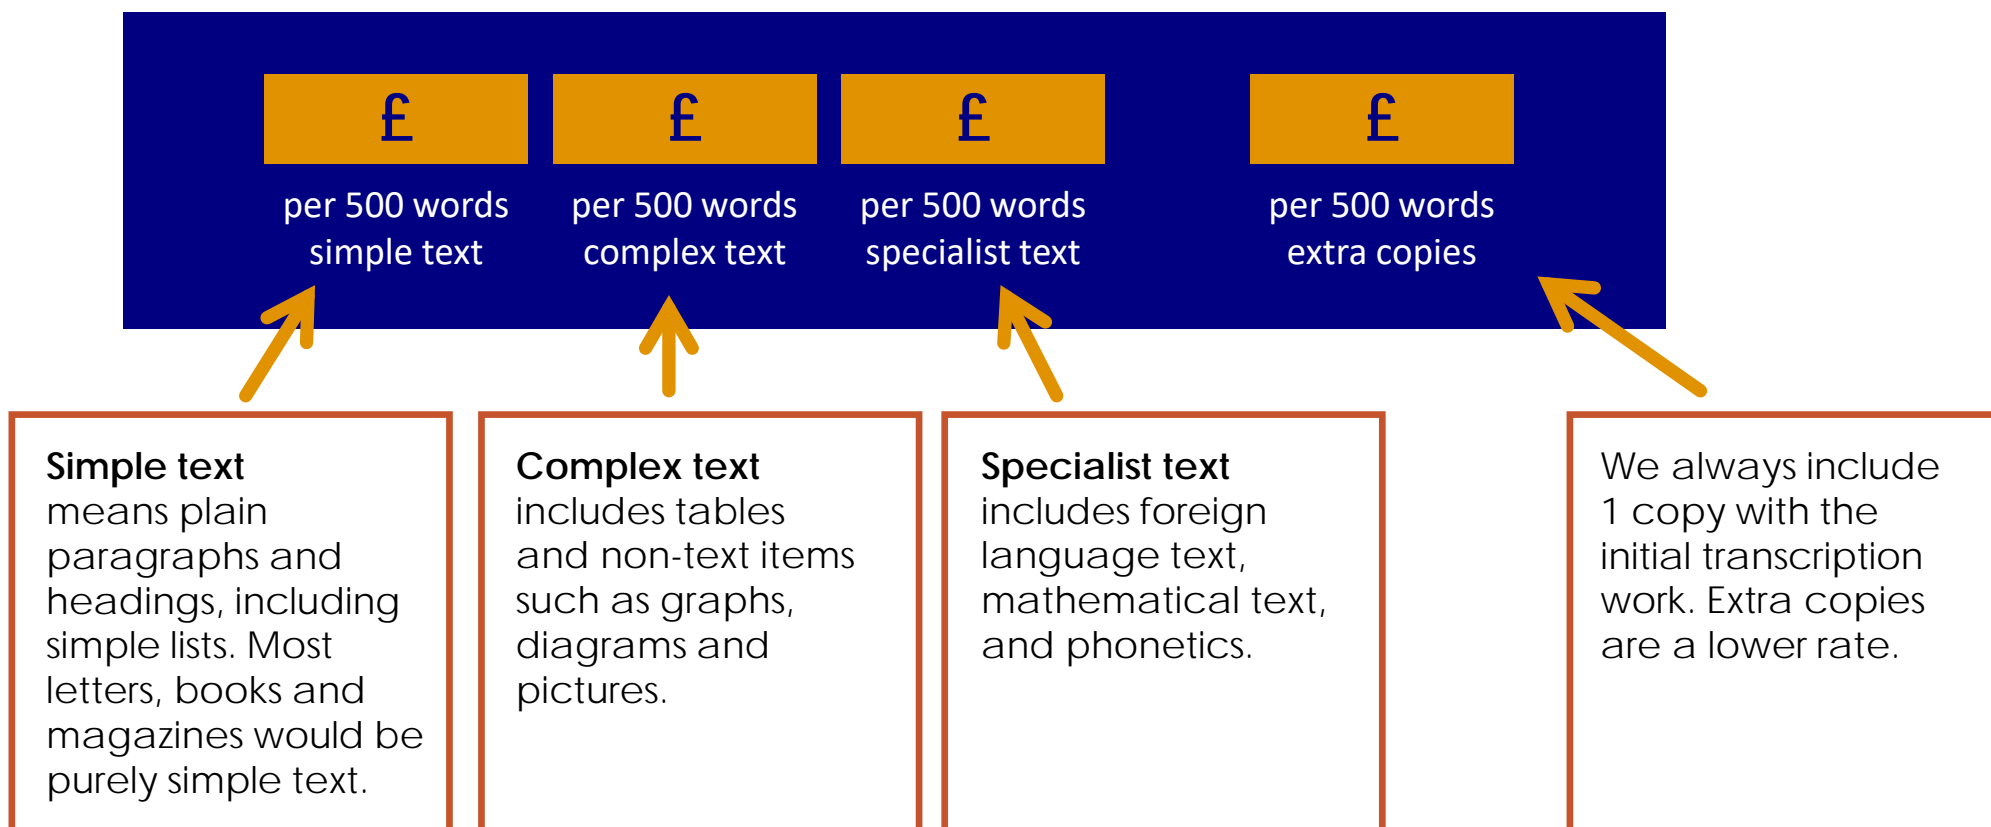 £
per 500 words
simple text
£
per 500 words
complex text
£
per 500 words
specialist text
£
per 500 words
extra copies
Simple text
means plain
paragraphs and
headings, including
simple lists. Most
letters, books and
magazines would be
purely simple text.
Complex text
includes tables
and non-text items
such as graphs,
diagrams and
pictures.
Specialist text
includes foreign
language text,
mathematical text,
and phonetics.
We always include
1 copy with the
initial transcription
work. Extra copies
are a lower rate.